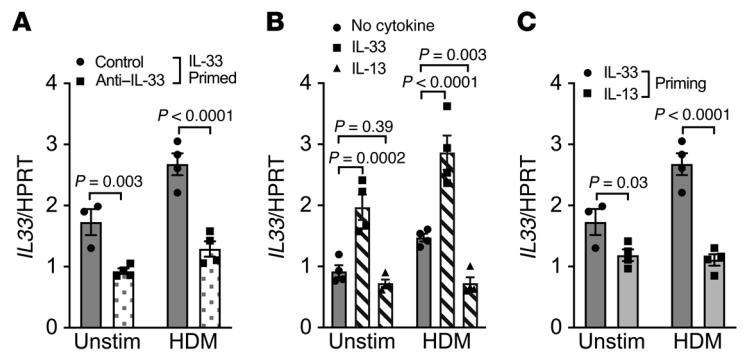 A
Control
Anti–IL-33
IL-33
Primed
IL33/HPRT
4
3
2
1
0
P = 0.003
P < 0.0001
Unstim
HDM
B
No cytokine
IL-33
IL-13
IL33/HPRT
4
3
2
1
0
P = 0.39
P = 0.0002
P = 0.003
P < 0.0001
Unstim
HDM
C
IL-33
IL-13
Priming
IL33/HPRT
4
3
2
1
0
P = 0.03
P < 0.0001
Unstim
HDM